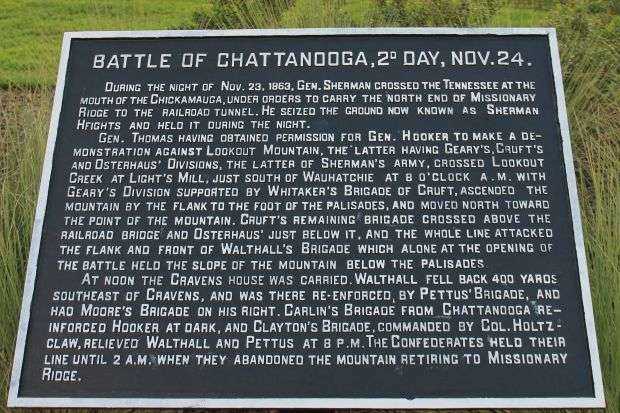 BATTLE OF CHATTANOOGA, 2D DAY, NOV. 24.
DURING THE NIGHT OF NOV. 23, 1863, GEN. SHERMAN CROSSED THE TENNESSEE AT THE
MOUTH OF THE CHICKAMAUGA, UNDER ORDERS TO CARRY THE NORTH END OF MISSIONARY
RIDGE TO THE RAILROAD TUNNEL. HE SEIZED THE GROUND NOW KNOWN AS SHERMAN
HEIGHTS AND HELD IT DURING THE NIGHT.
GEN. THOMAS HAVING OBTAINED PERMISSION FOR GEN. HOOKER TO MAKE A DE-
MONSTRATION AGAINST LOOKOUT MOUNTAIN, THE LATTER HAVING GEARY'S, CRUFT'S
AND OSTERHAUS' DIVISIONS, THE LATTER OF SHERMAN'S ARMY, CROSSED LOOKOUT
CREEK AT LIGHT'S MILL, JUST SOUTH OF WAUHATCHIE AT 8 O'CLOCK A.M. WITH
GEARY'S DIVISION SUPPORTED BY WHITAKER'S BRIGADE OF CRUFT, ASCENDED THE
MOUNTAIN BY THE FLANK TO THE FOOT OF THE PALISADES, AND MOVED NORTH TOWARD
THE POINT OF THE MOUNTAIN. CRUFT'S REMAINING BRIGADE CROSSED ABOVE THE
RAILROAD BRIDGE AND OSTERHAUS' JUST BELOW IT, AND THE WHOLE LINE ATTACKED
THE FLANK AND FRONT OF WALTHALL'S BRIGADE WHICH ALONE AT THE OPENING OF
THE BATTLE HELD THE SLOPE OF THE MOUNTAIN BELOW THE PALISADES.
AT NOON THE CRAVENS HOUSE WAS CARRIED. WALTHALL FELL BACK 400 YARDS
SOUTHEAST OF CRAVENS, AND WAS THERE RE-ENFORCED, BY PETTUS' BRIGADE, AND
HAD MOORE'S BRIGADE ON HIS RIGHT. CARLIN'S BRIGADE FROM CHATTANOOGA RE-
INFORCED HOOKER AT DARK, AND CLAYTON'S BRIGADE, COMMANDED BY COL. HOLTZ-
CLAW, RELIEVED WALTHALL AND PETTUS AT 8 P.M. THE CONFEDERATES HELD THEIR
LINE UNTIL 2 A.M. WHEN THEY ABANDONED THE MOUNTAIN RETIRING TO MISSIONARY
RIDGE.